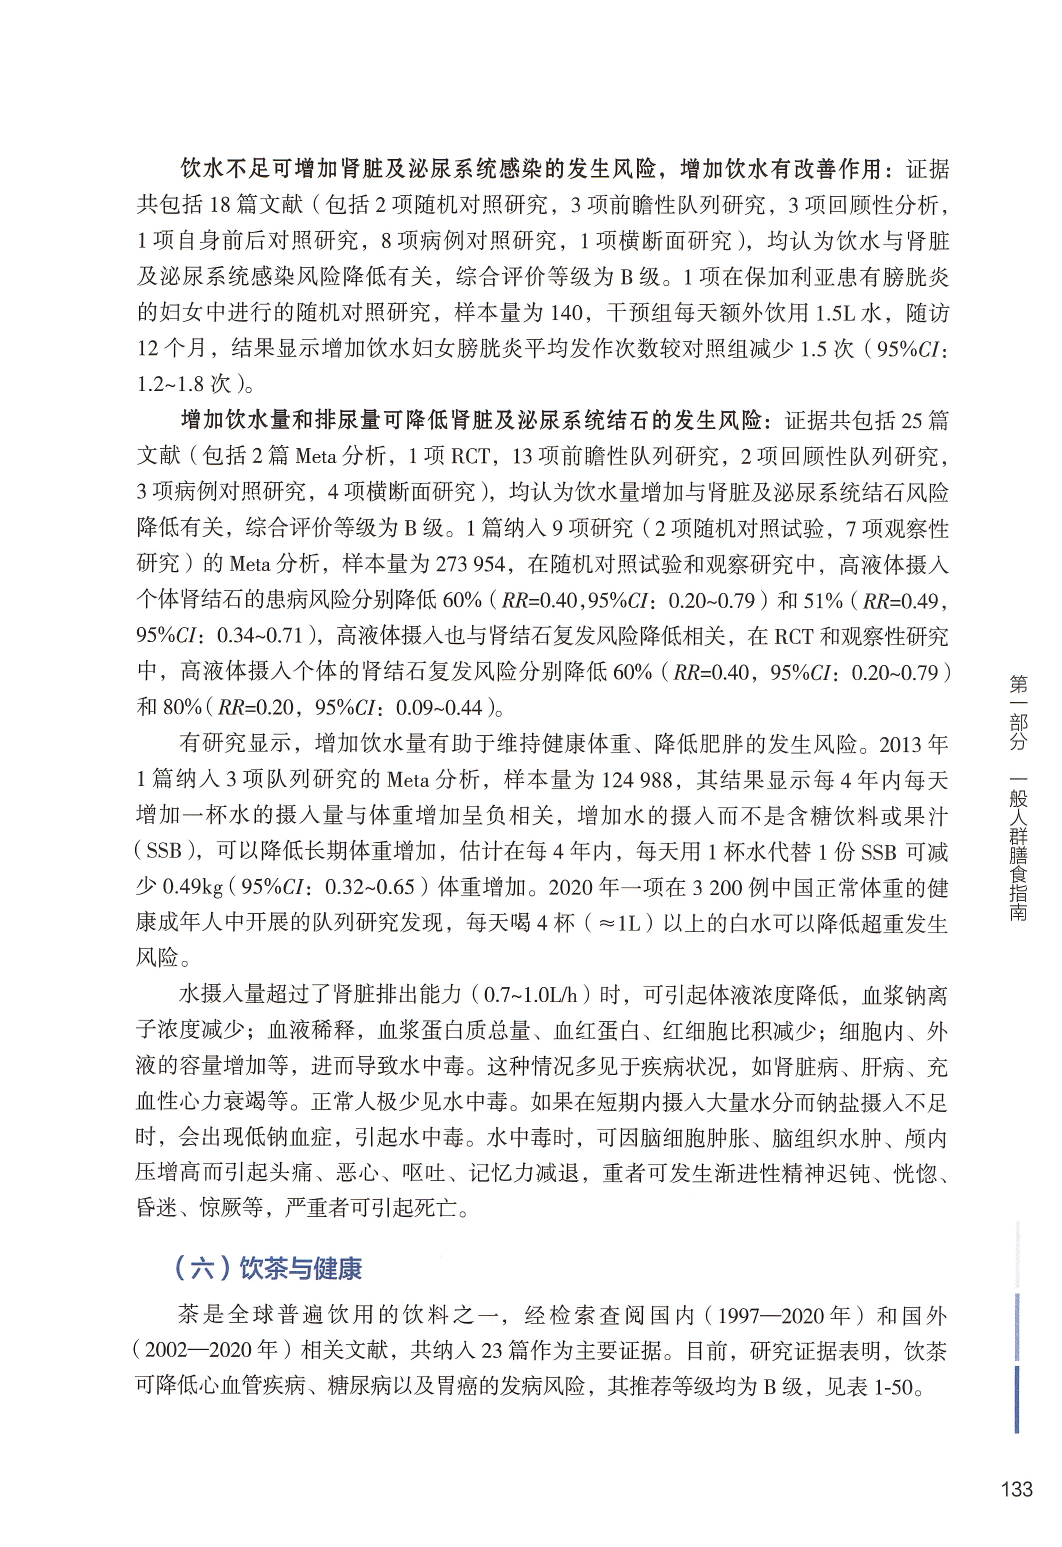 饮水不足可增加肾脏及泌尿系统感染的发生风险，增加饮水有改善作用：证据
共包括 18 篇文献（包括 2 项随机对照研究，3 项前瞻性队列研究，3 项回顾性分析，
1 项自身前后对照研究，8 项病例对照研究，1 项横断面研究），均认为饮水与肾脏
及泌尿系统感染风险降低有关，综合评价等级为 B 级。1 项在保加利亚患有膀胱炎
的妇女中进行的随机对照研究，样本量为 140，干预组每天额外饮用 1.5L 水，随访
12 个月，结果显示增加饮水妇女膀胱炎平均发作次数较对照组减少 1.5 次（95%CI：
1.2~1.8 次）。
增加饮水量和排尿量可降低肾脏及泌尿系统结石的发生风险：证据共包括 25 篇
文献（包括 2 篇 Meta 分析，1 项 RCT，13 项前瞻性队列研究，2 项回顾性队列研究，
3 项病例对照研究，4 项横断面研究），均认为饮水量增加与肾脏及泌尿系统结石风险
降低有关，综合评价等级为 B 级。1 篇纳入 9 项研究（2 项随机对照试验，7 项观察性
研究）的 Meta 分析，样本量为 273 954，在随机对照试验和观察研究中，高液体摄入
个体肾结石的患病风险分别降低 60%（RR=0.40,95%CI：0.20~0.79）和 51%（RR=0.49，
95%CI：0.34~0.71），高液体摄入也与肾结石复发风险降低相关，在 RCT 和观察性研究
中，高液体摄入个体的肾结石复发风险分别降低 60%（RR=0.40，95%CI：0.20~0.79）
和 80%（RR=0.20，95%CI：0.09~0.44）。
有研究显示，增加饮水量有助于维持健康体重、降低肥胖的发生风险。2013 年
1 篇纳入 3 项队列研究的 Meta 分析，样本量为 124 988，其结果显示每 4 年内每天
增加一杯水的摄入量与体重增加呈负相关，增加水的摄入而不是含糖饮料或果汁
（SSB），可以降低长期体重增加，估计在每 4 年内，每天用 1 杯水代替 1 份 SSB 可减
少 0.49kg（95%CI：0.32~0.65）体重增加。2020 年一项在 3 200 例中国正常体重的健
康成年人中开展的队列研究发现，每天喝 4 杯（≈1L）以上的白水可以降低超重发生
风险。
水摄入量超过了肾脏排出能力（0.7~1.0L/h）时，可引起体液浓度降低，血浆钠离
子浓度减少；血液稀释，血浆蛋白质总量、血红蛋白、红细胞比积减少；细胞内、外
液的容量增加等，进而导致水中毒。这种情况多见于疾病状况，如肾脏病、肝病、充
血性心力衰竭等。正常人极少见水中毒。如果在短期内摄入大量水分而钠盐摄入不足
时，会出现低钠血症，引起水中毒。水中毒时，可因脑细胞肿胀、脑组织水肿、颅内
压增高而引起头痛、恶心、呕吐、记忆力减退，重者可发生渐进性精神迟钝、恍惚、
昏迷、惊厥等，严重者可引起死亡。
（六）饮茶与健康
茶是全球普遍饮用的饮料之一，经检索查阅国内（1997—2020 年）和国外
（2002—2020 年）相关文献，共纳入 23 篇作为主要证据。目前，研究证据表明，饮茶
可降低心血管疾病、糖尿病以及胃癌的发病风险，其推荐等级均为 B 级，见表 1-50。
第一部分 一般人群膳食指南
133